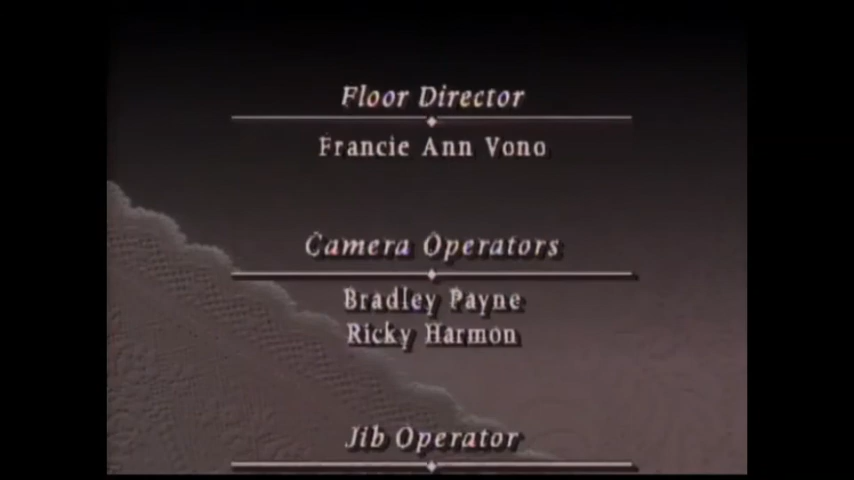 Floor Director
Francie Ann Vono
Camera Operators
Bradley Payne
Ricky Harmon
Jib Operator